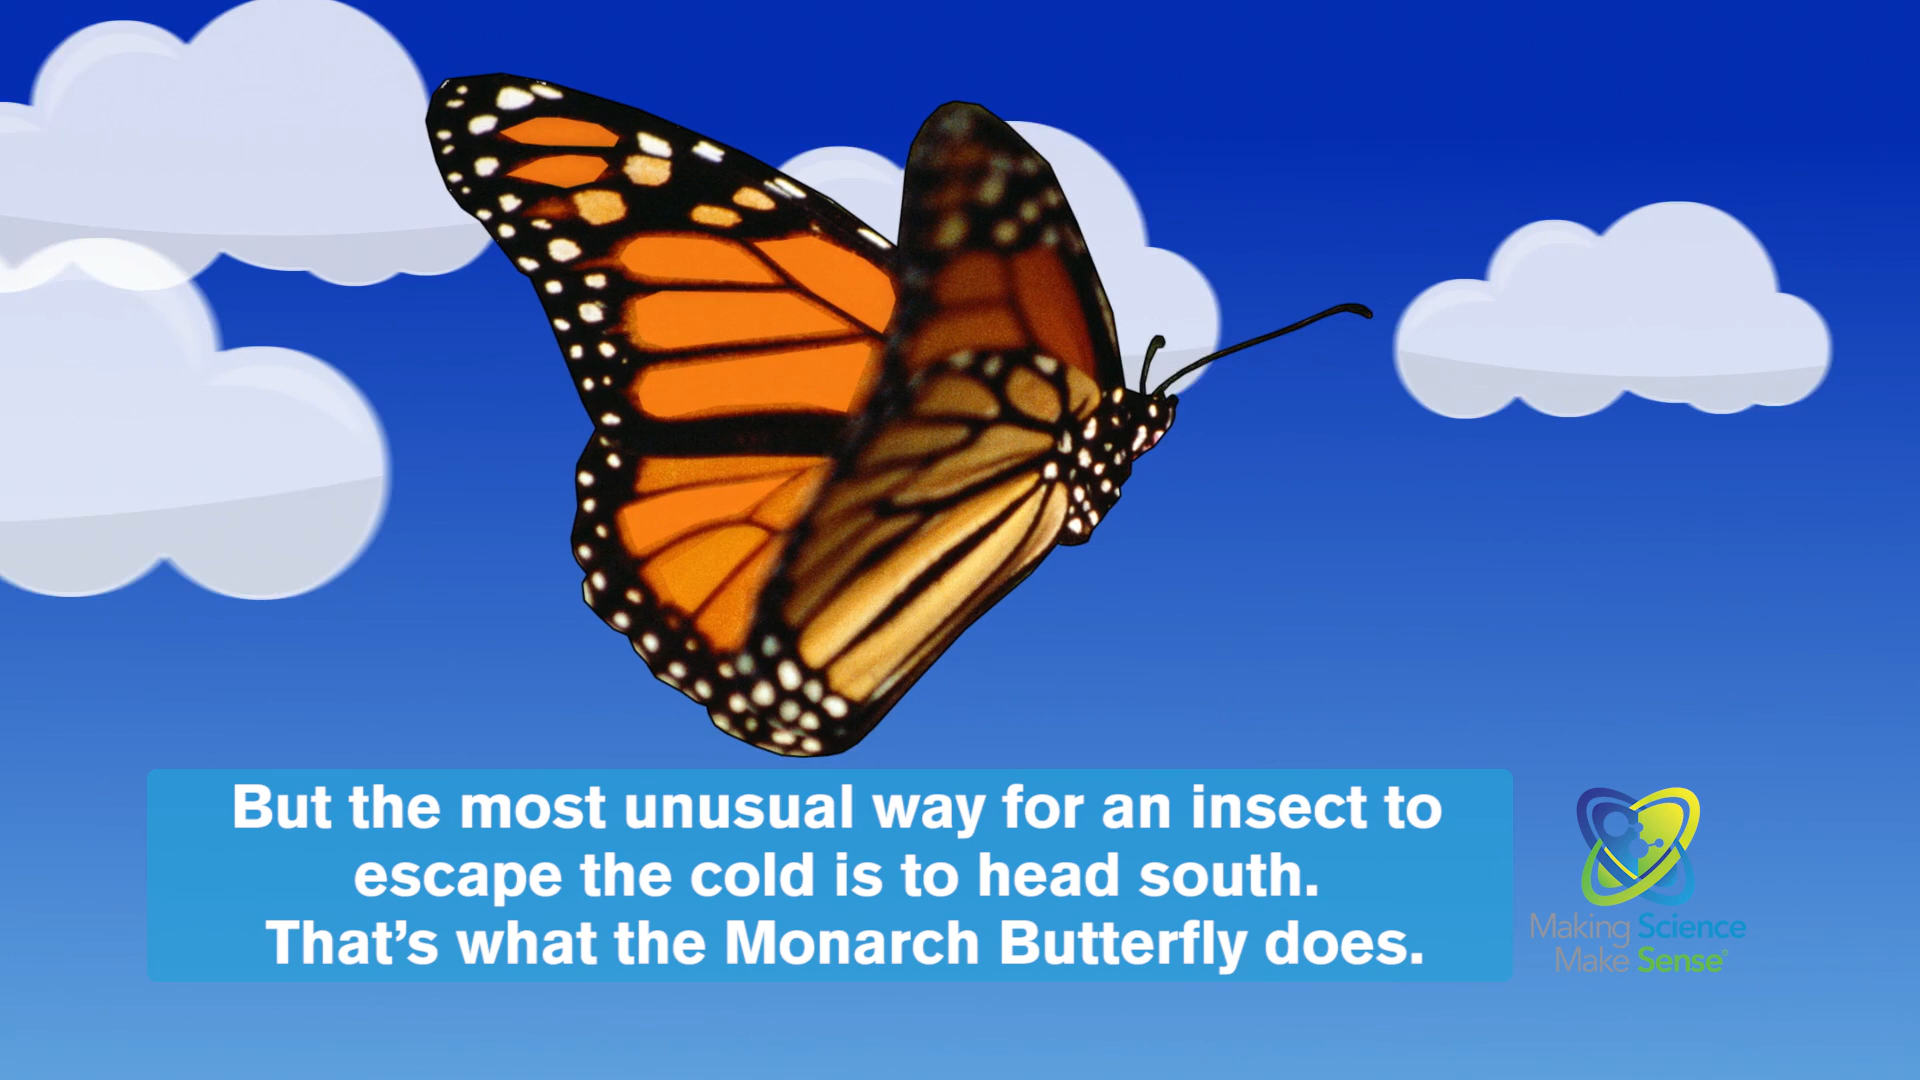 But the most unusual way for an insect to
escape the cold is to head south.
That’s what the Monarch Butterfly does.
Making Science
Make Sense®